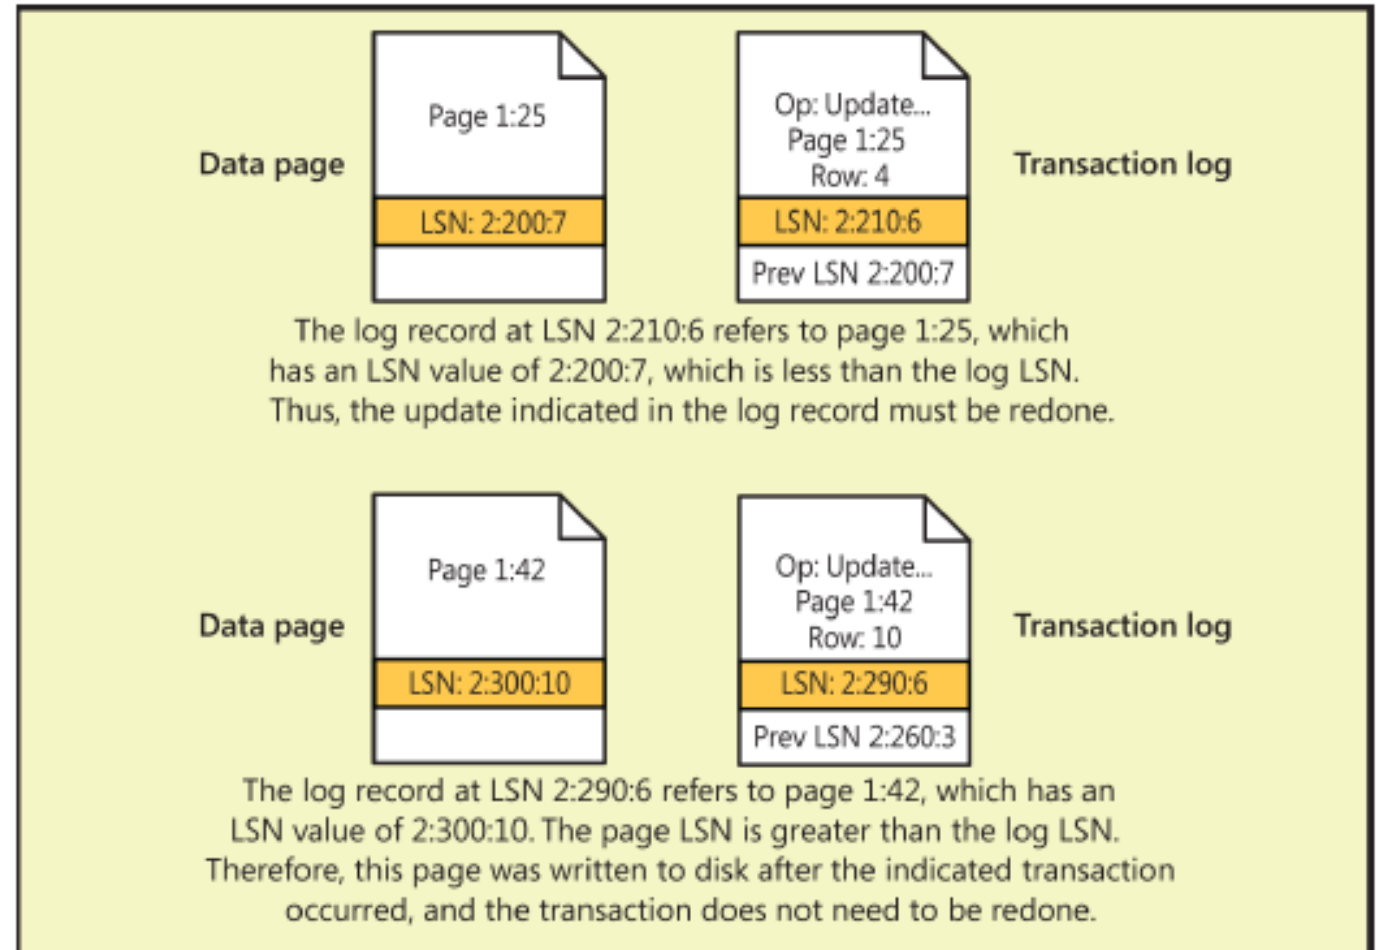 Data page
Page 1:25
LSN: 2:200:7
Op: Update...
Page 1:25
Row: 4
LSN: 2:210:6
Prev LSN 2:200:7
Transaction log
The log record at LSN 2:210:6 refers to page 1:25, which
has an LSN value of 2:200:7, which is less than the log LSN.
Thus, the update indicated in the log record must be redone.
Data page
Page 1:42
LSN: 2:300:10
Op: Update...
Page 1:42
Row: 10
LSN: 2:290:6
Prev LSN 2:260:3
Transaction log
The log record at LSN 2:290:6 refers to page 1:42, which has an
LSN value of 2:300:10. The page LSN is greater than the log LSN.
Therefore, this page was written to disk after the indicated transaction
occurred, and the transaction does not need to be redone.